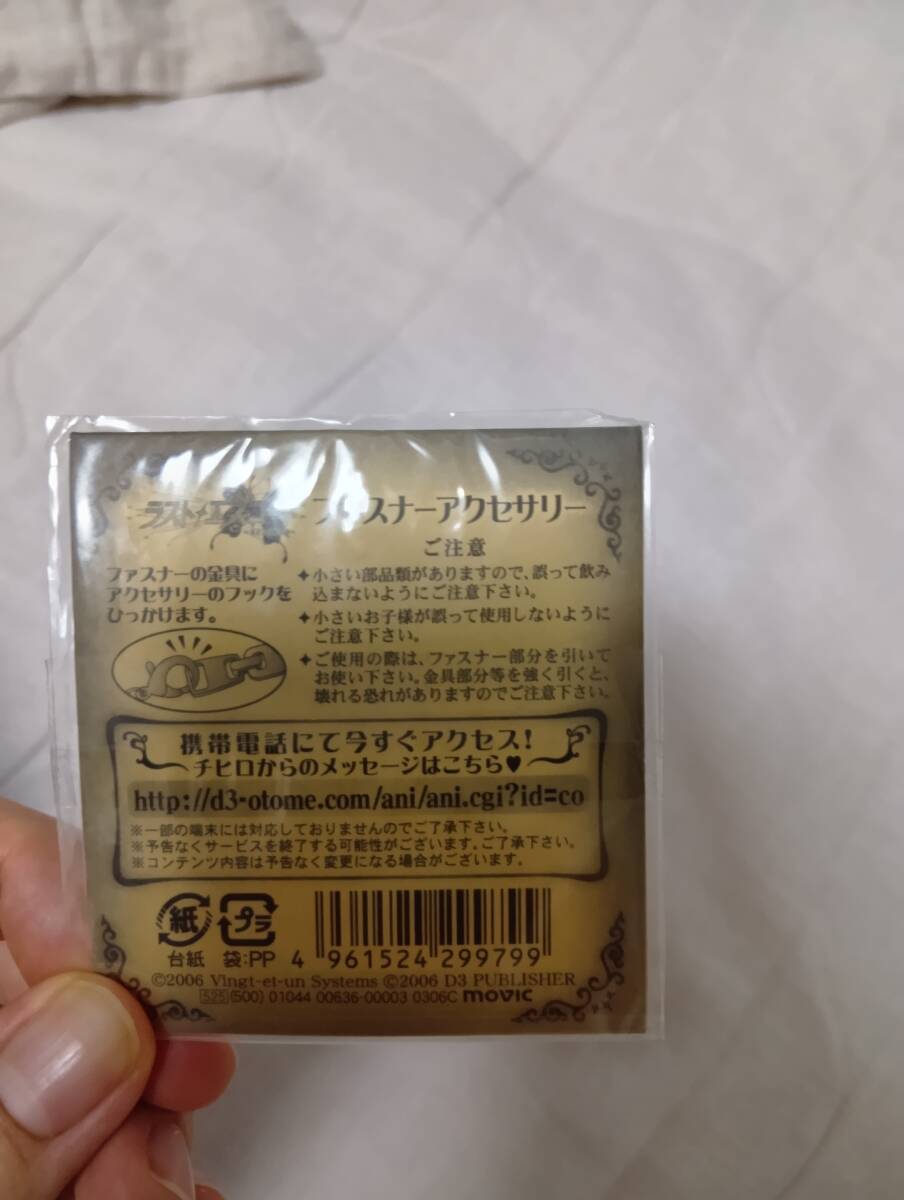 ファスナーアクセサリー
ご注意
ファスナーの金具に
アクセサリーのフックを
ひっかけます。
✦小さい部品類がありますので、誤って飲み
込まないようにご注意下さい。
✦小さいお子様が誤って使用しないように
ご注意下さい。
✦ご使用の際は、ファスナー部分を引いて
お使い下さい。金具部分等を強く引くと、
壊れる恐れがありますのでご注意下さい。
携帯電話にて今すぐアクセス!
チヒロからのメッセージはこちら♥
http://d3-otome.com/ani/ani.cgi?id=co
※一部の端末には対応しておりませんのでご了承下さい。
※予告なくサービスを終了する可能性がございます。ご了承下さい。
※コンテンツ内容は予告なく変更になる場合がございます。
紙 プラ
台紙 袋:PP
4 961524 299799
©2006 Vingt-et-un Systems ©2006 D3 PUBLISHER
525 (500) 01044 00636-00003 0306C movic